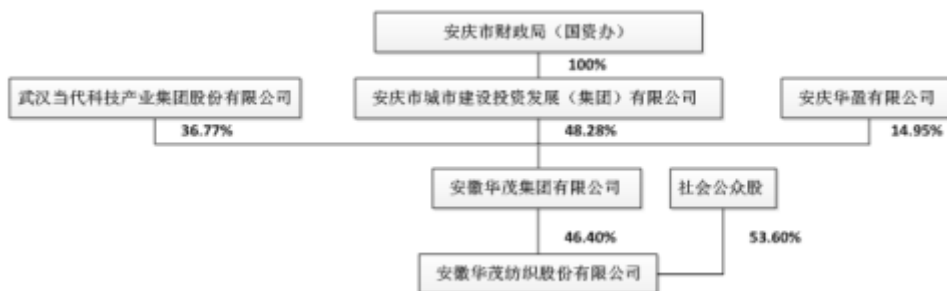 安庆市财政局（国资办）
100%
武汉当代科技产业集团股份有限公司
安庆市城市建设投资发展（集团）有限公司
安庆华盈有限公司
36.77%
48.28%
14.95%
安徽华茂集团有限公司
社会公众股
46.40%
53.60%
安徽华茂纺织股份有限公司